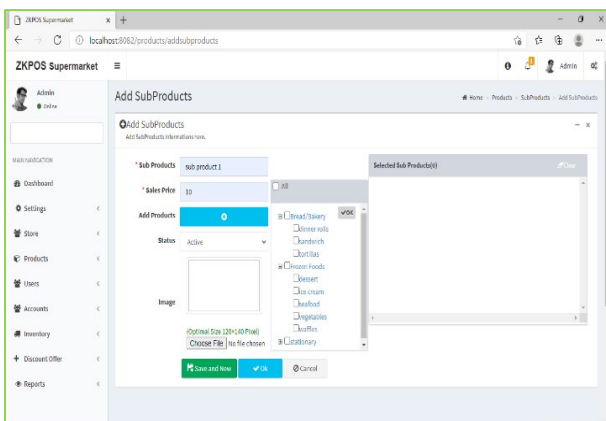 ZKPOS Supermarket
localhost:8082/products/addsubproducts
ZKPOS Supermarket
Admin
Admin
Online
Add SubProducts
Home > Products > SubProducts > Add SubProducts
Add SubProducts
Add SubProducts informations here.
MAIN NAVIGATION
Dashboard
Settings
Store
Products
Users
Accounts
Inventory
Discount Offer
Reports
* Sub Products
sub product 1
* Sales Price
10
Add Products
Status
Active
Image
(Optimal Size 120×140 Pixel)
Choose File No file chosen
Save and New
Ok
Cancel
All
OK
Bread/Bakery
dinner rolls
sandwich
tortillas
Frozen Foods
dessert
ice cream
seafood
vegetables
waffles
stationary
Selected Sub Products(0)
Clear